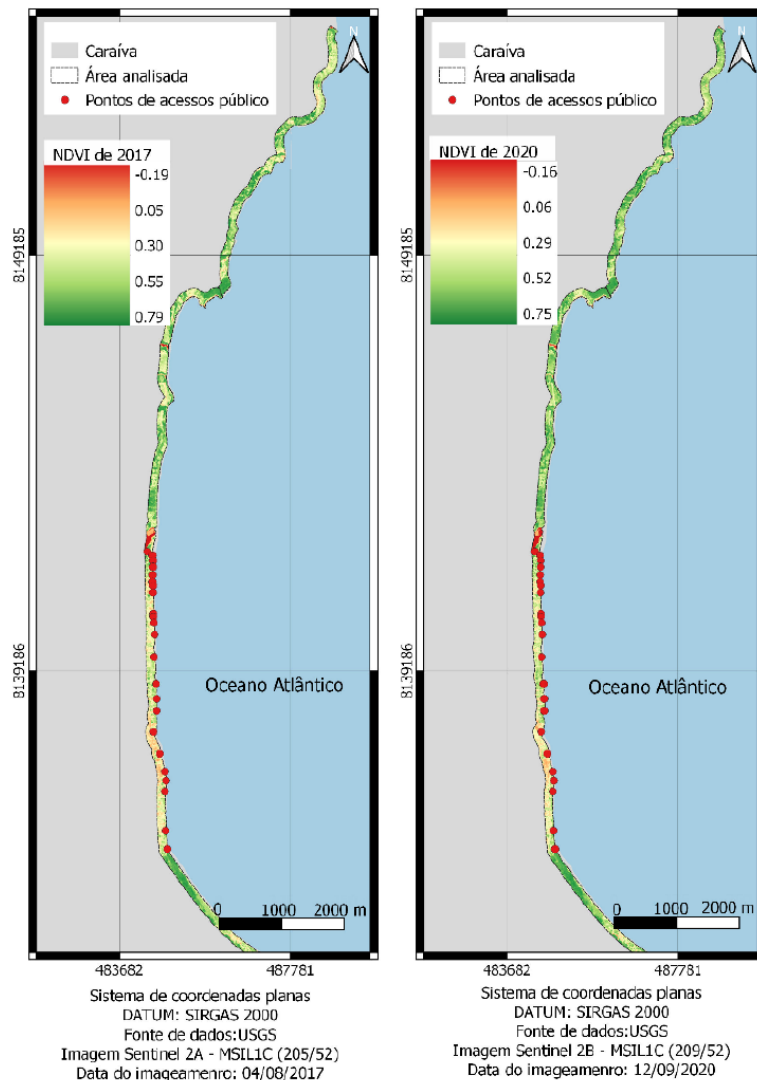 N
Caraíva
Área analisada
Pontos de acessos público
NDVI de 2017
-0.19
0.05
0.30
0.55
0.79
8149185
8139186
Oceano Atlântico
0 1000 2000 m
483682 487781
Sistema de coordenadas planas
DATUM: SIRGAS 2000
Fonte de dados:USGS
Imagem Sentinel 2A - MSIL1C (205/52)
Data do imageamenro: 04/08/2017
N
Caraíva
Área analisada
Pontos de acessos público
NDVI de 2020
-0.16
0.06
0.29
0.52
0.75
8149185
8139186
Oceano Atlântico
0 1000 2000 m
483682 487781
Sistema de coordenadas planas
DATUM: SIRGAS 2000
Fonte de dados:USGS
Imagem Sentinel 2B - MSIL1C (209/52)
Data do imageamenro: 12/09/2020